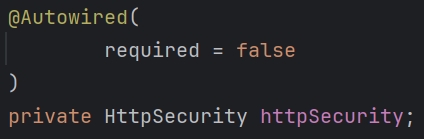 @Autowired(
        required = false
)
private HttpSecurity httpSecurity;